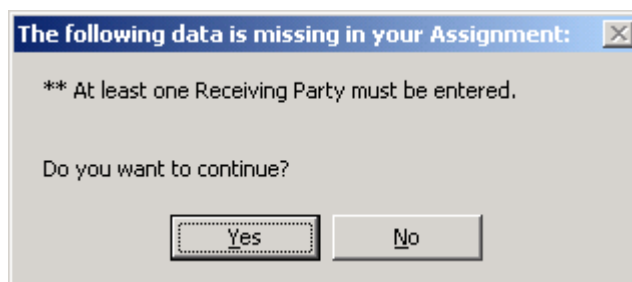 The following data is missing in your Assignment:
** At least one Receiving Party must be entered.
Do you want to continue?
Yes
No